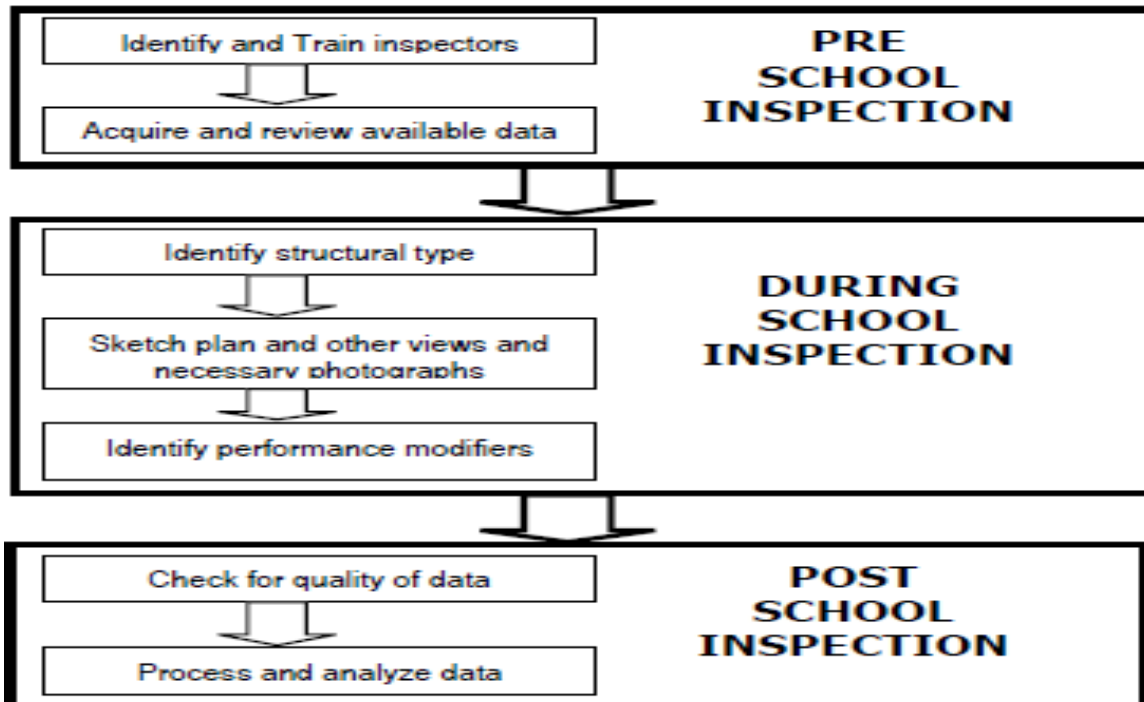 Identify and Train inspectors
Acquire and review available data
PRE
SCHOOL
INSPECTION
Identify structural type
Sketch plan and other views and
necessary photographs
Identify performance modifiers
DURING
SCHOOL
INSPECTION
Check for quality of data
Process and analyze data
POST
SCHOOL
INSPECTION